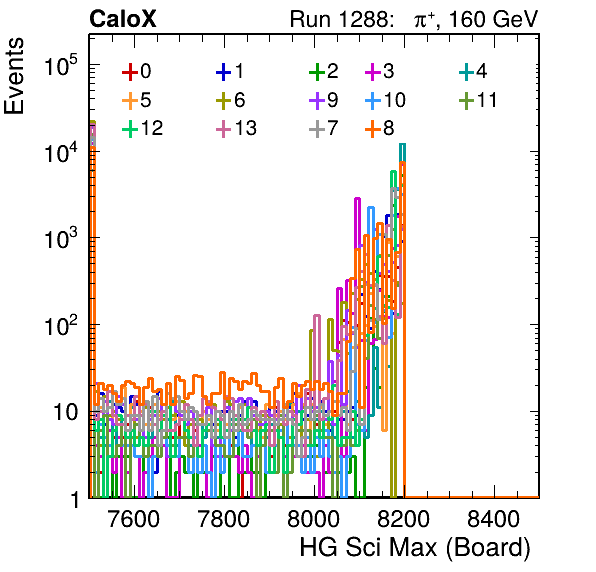 CaloX Run 1288: π⁺, 160 GeV
Events
10⁵
10⁴
10³
10²
10
1
0 1 2 3 4
5 6 9 10 11
12 13 7 8
7600 7800 8000 8200 8400
HG Sci Max (Board)